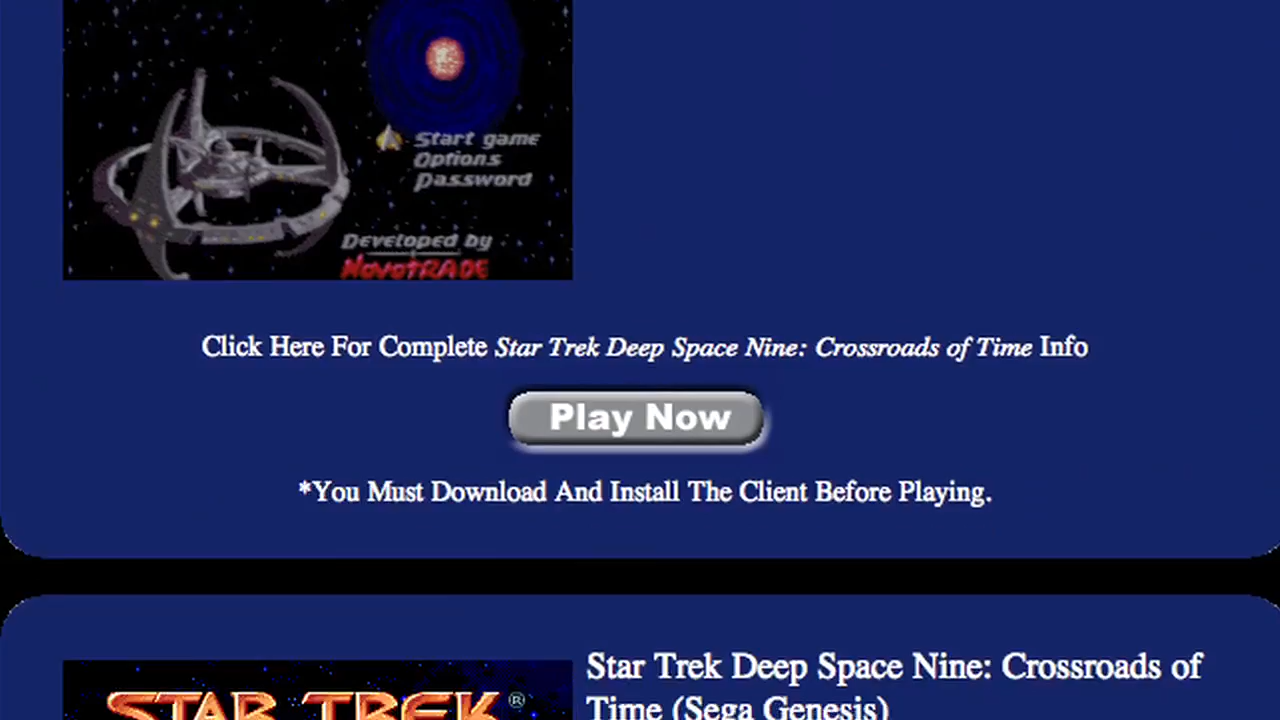 Start game
Options
Password
Developed by
NovoTRADE
Click Here For Complete Star Trek Deep Space Nine: Crossroads of Time Info
Play Now
*You Must Download And Install The Client Before Playing.
STAR TREK®
Star Trek Deep Space Nine: Crossroads of
Time (Sega Genesis)